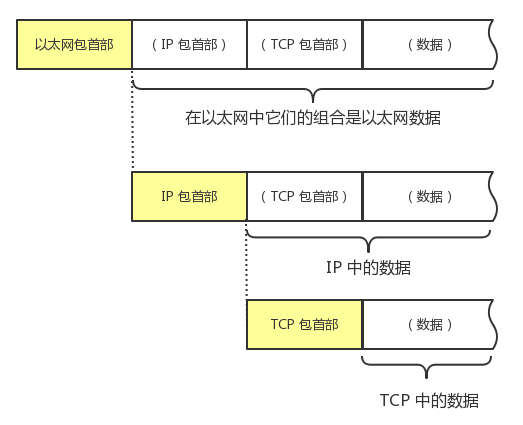 以太网包首部 （ IP 包首部 ） （ TCP 包首部 ） （ 数据 ）
在以太网中它们的组合是以太网数据
IP 包首部 （ TCP 包首部 ） （ 数据 ）
IP 中的数据
TCP 包首部 （ 数据 ）
TCP 中的数据